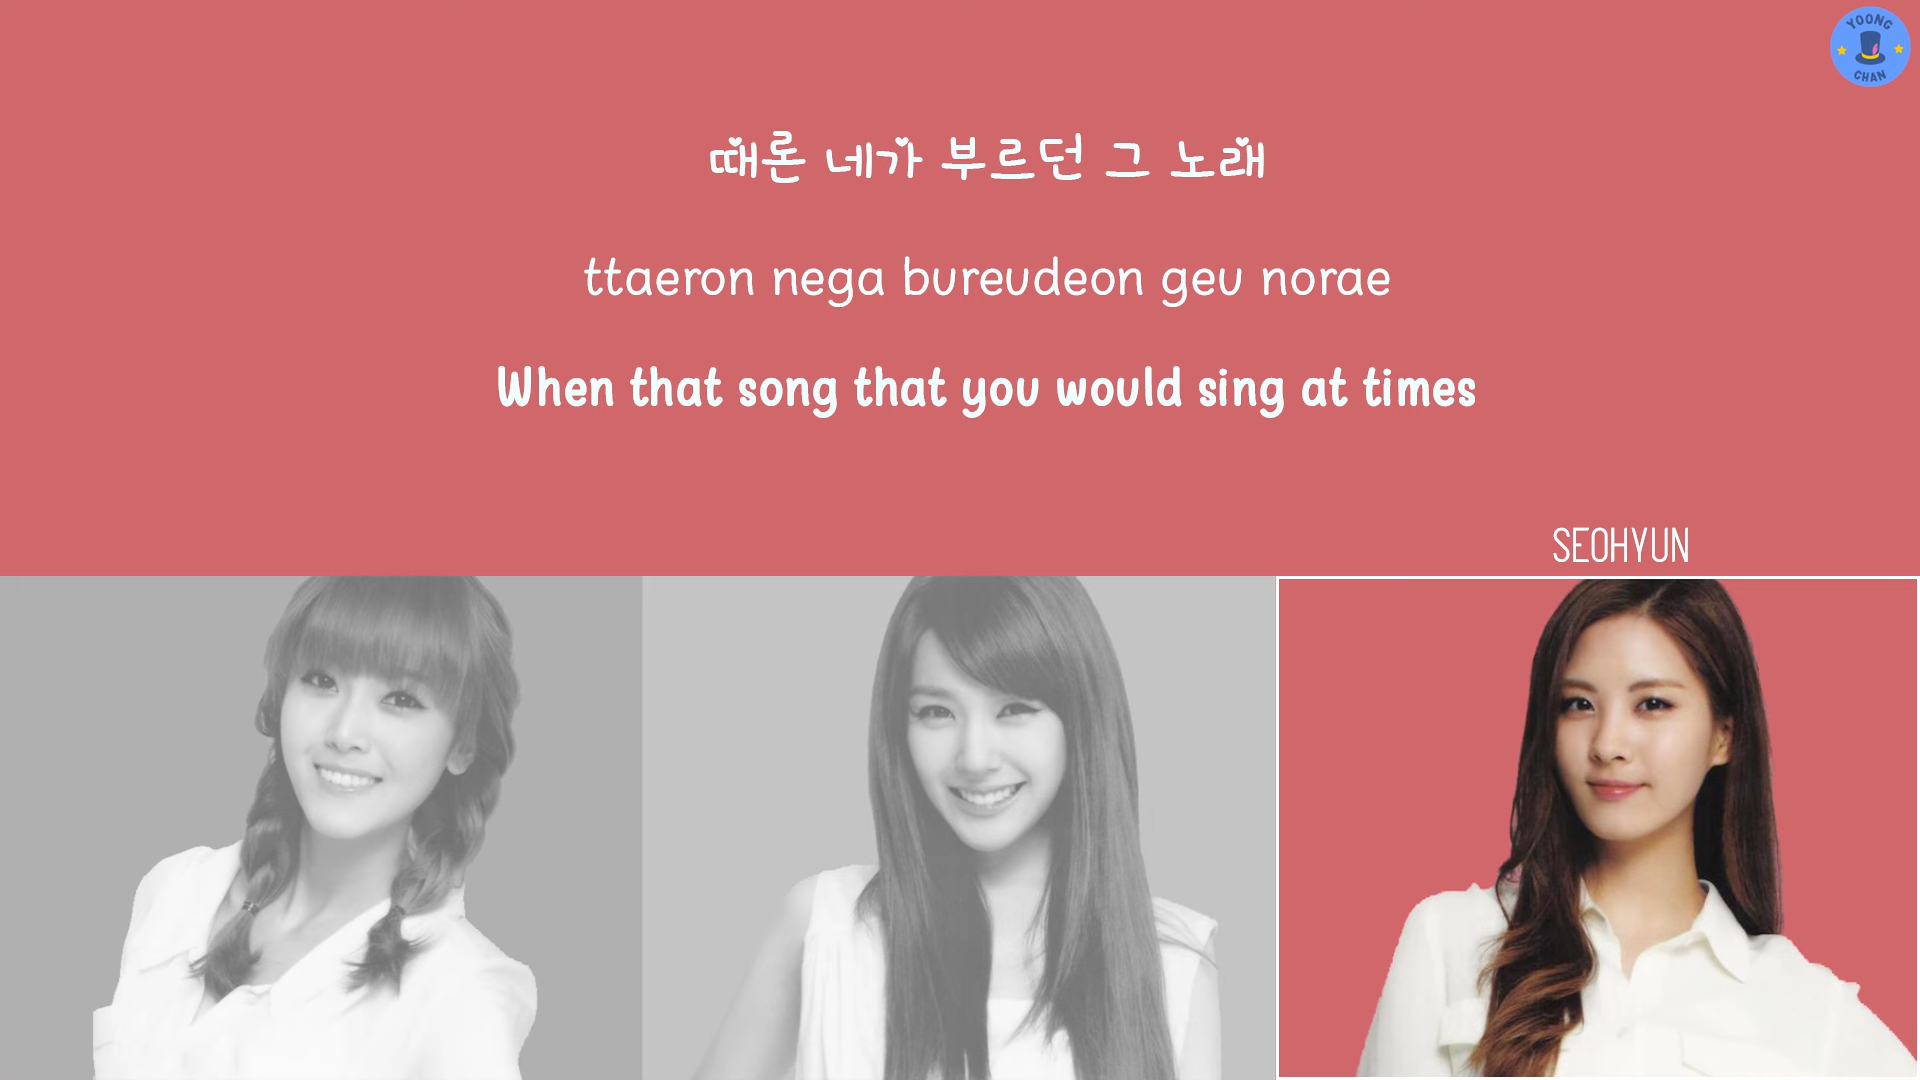 YOONG
CHAN
때론 네가 부르던 그 노래
ttaeron nega bureudeon geu norae
When that song that you would sing at times
SEOHYUN